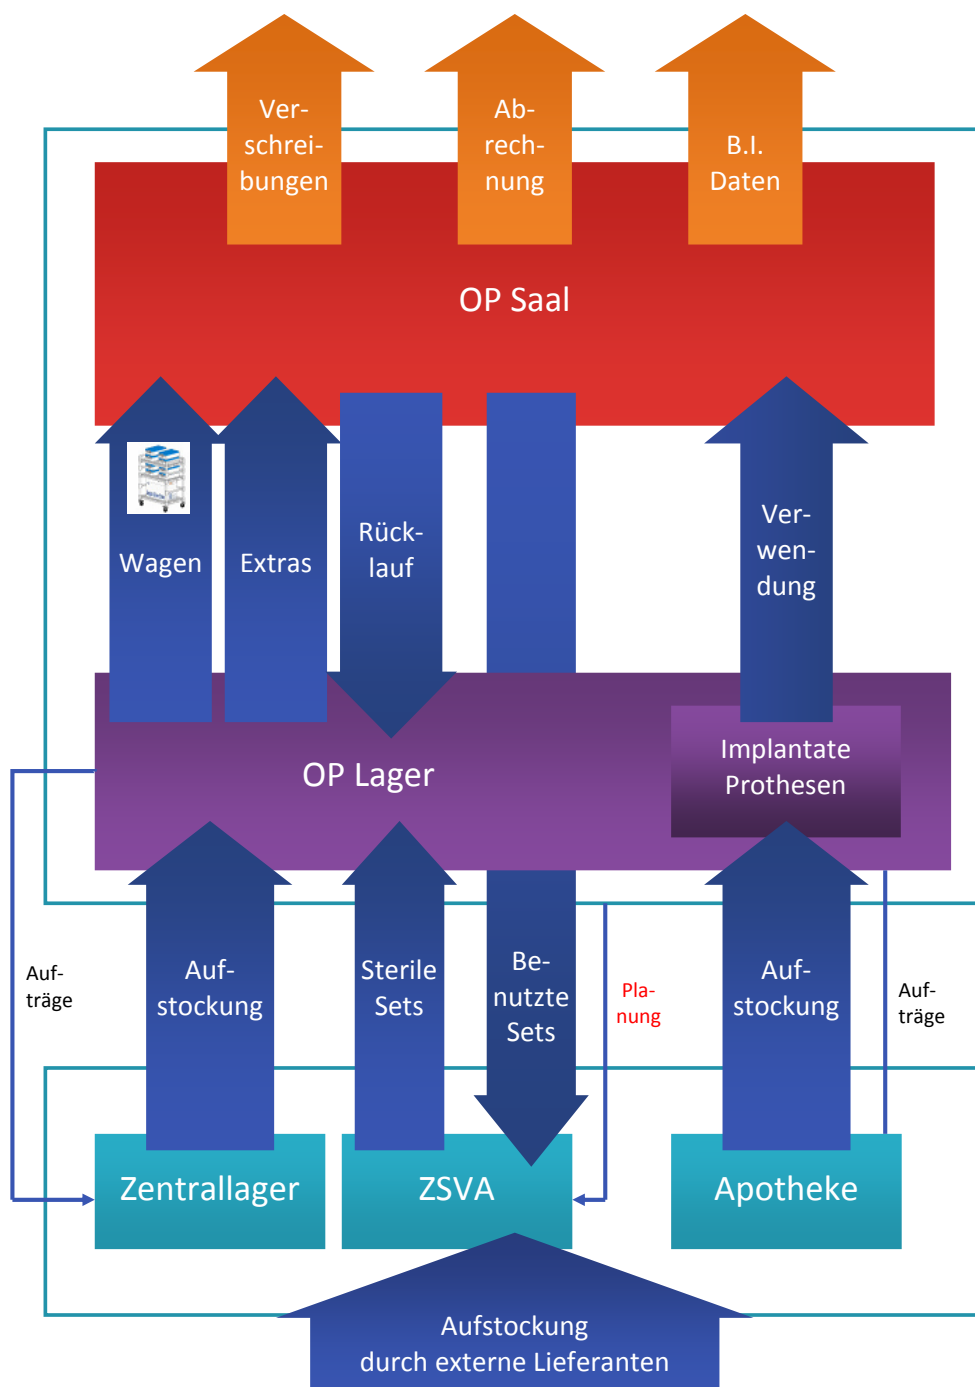 Ver-
schrei-
bungen
Ab-
rech-
nung
B.I.
Daten
OP Saal
Wagen
Extras
Rück-
lauf
Ver-
wen-
dung
OP Lager
Implantate
Prothesen
Auf-
träge
Auf-
stockung
Sterile
Sets
Be-
nutzte
Sets
Pla-
nung
Auf-
stockung
Auf-
träge
Zentrallager
ZSVA
Apotheke
Aufstockung
durch externe Lieferanten